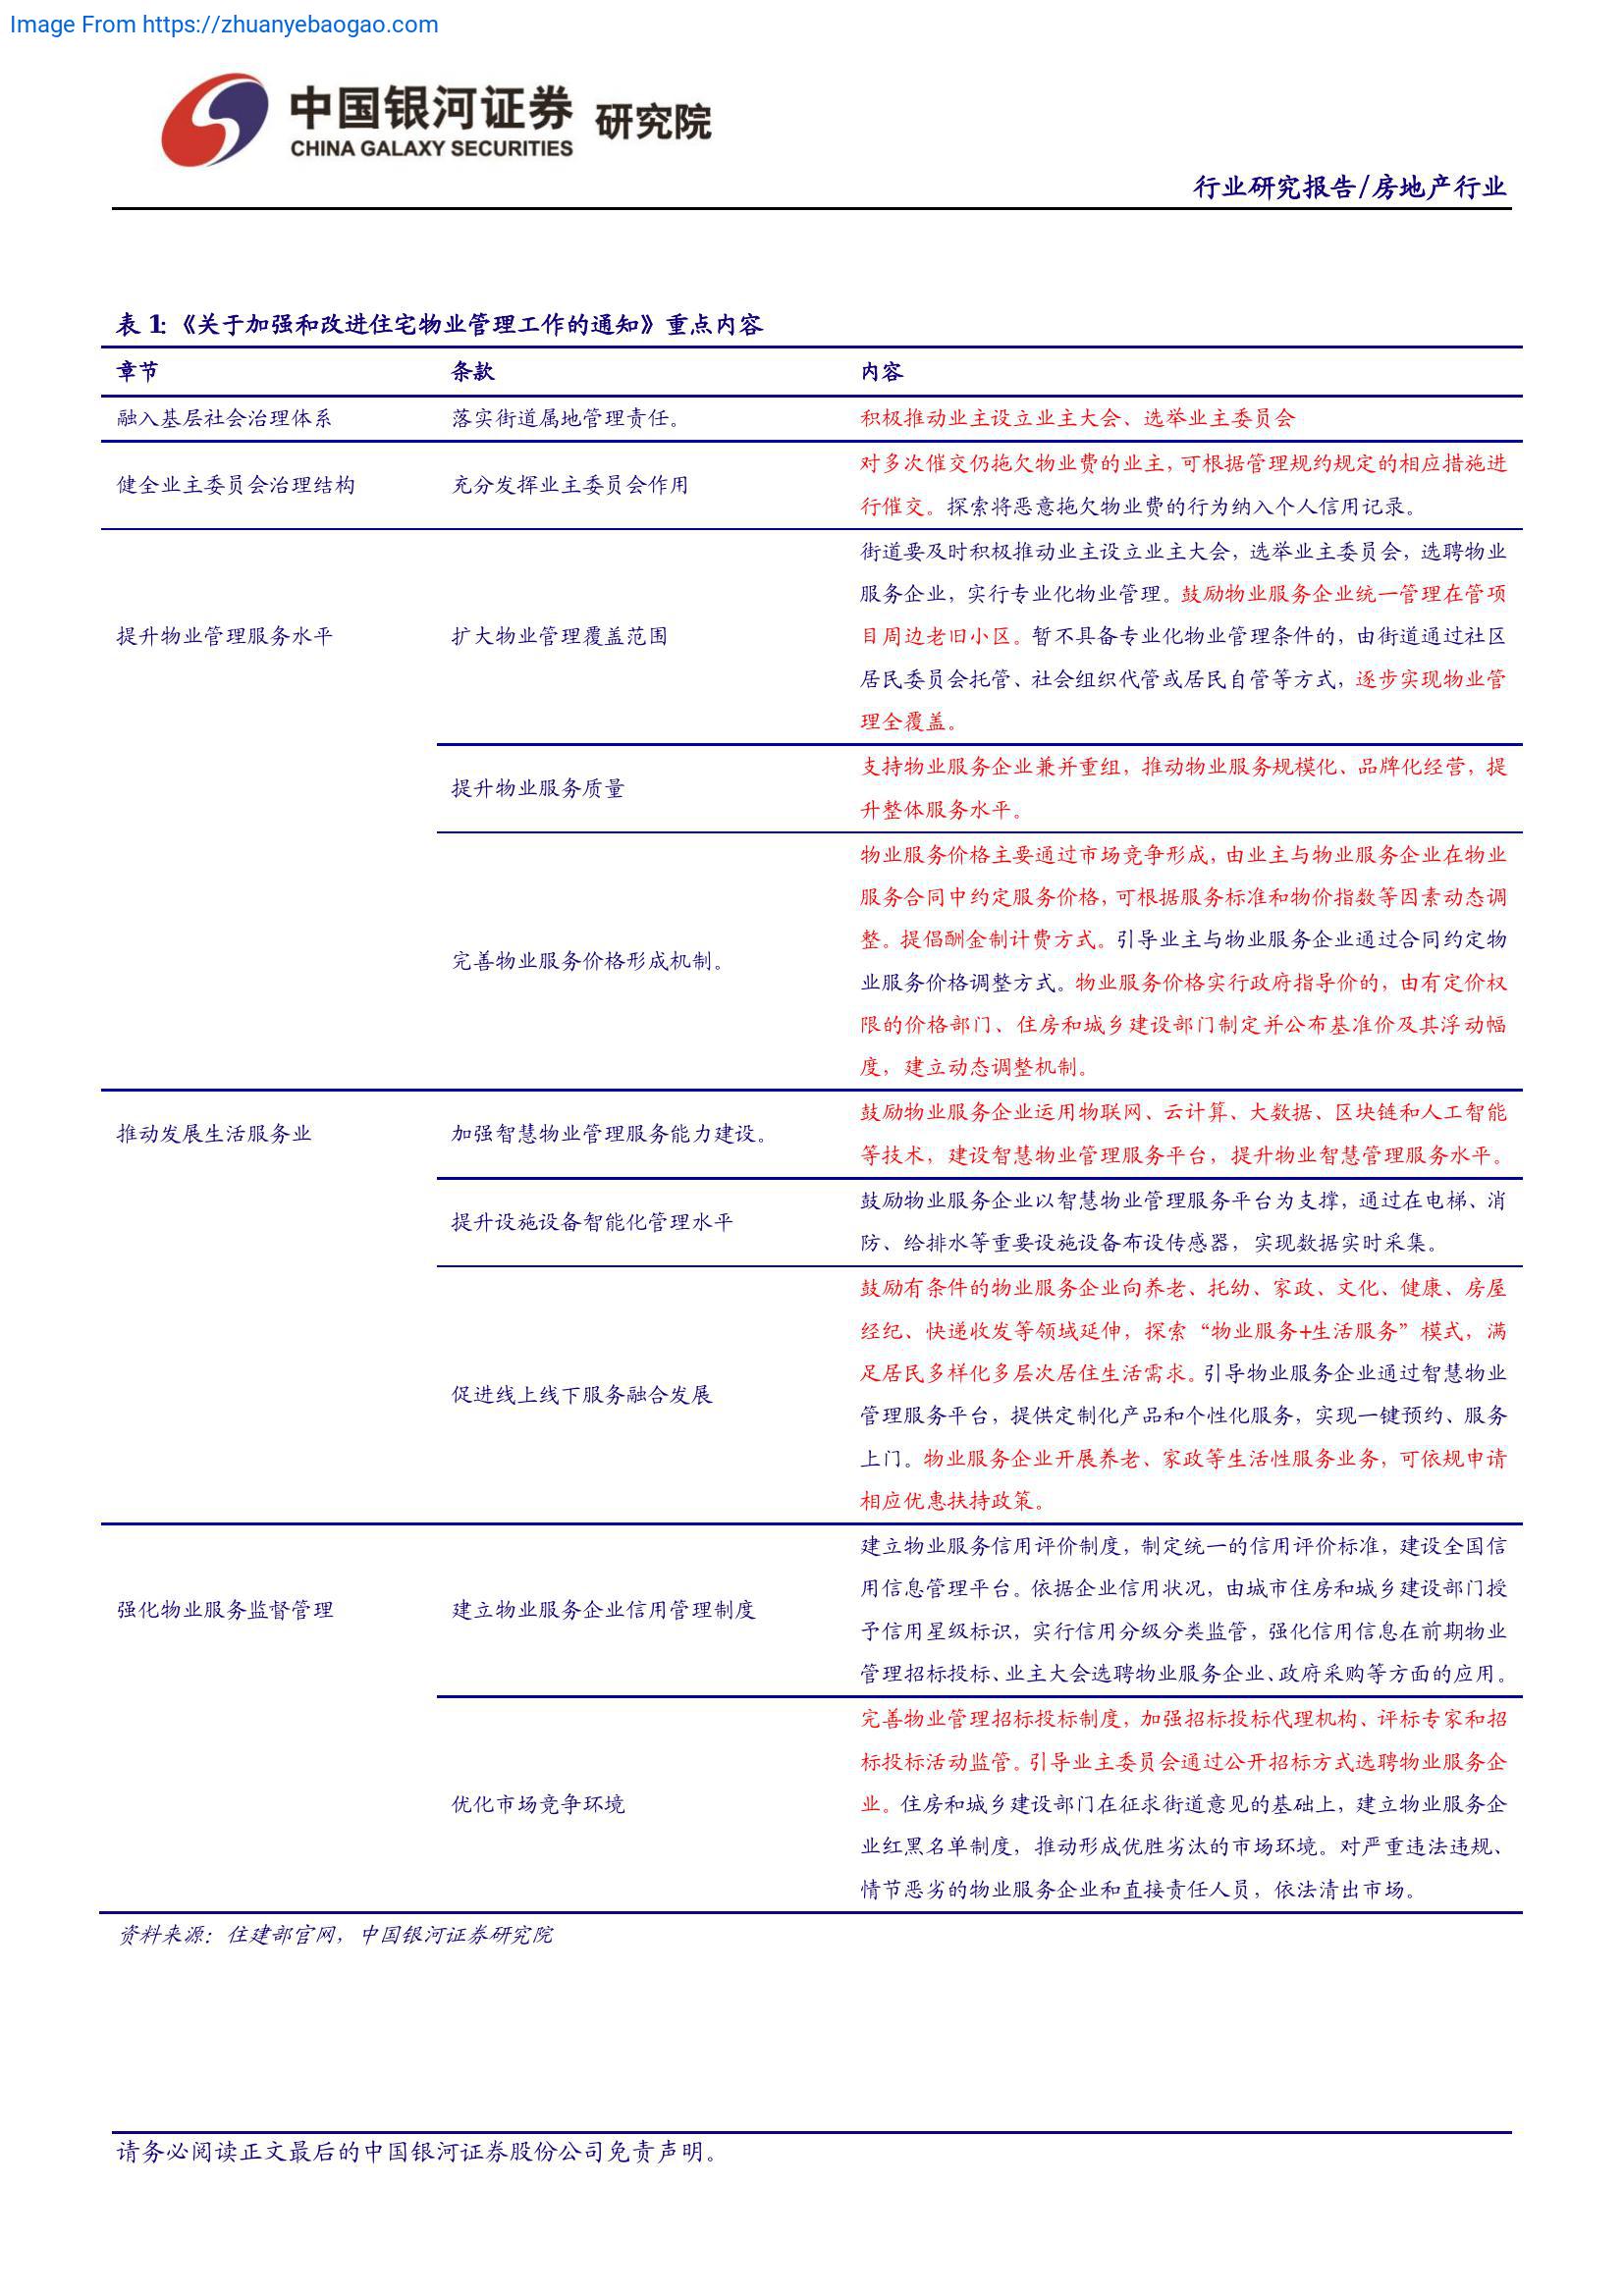 Image From https://zhuanyebaogao.com
中国银河证券 研究院
CHINA GALAXY SECURITIES
行业研究报告/房地产行业
表 1:《关于加强和改进住宅物业管理工作的通知》重点内容
章节 条款 内容
融入基层社会治理体系 落实街道属地管理责任。 积极推动业主设立业主大会、选举业主委员会
健全业主委员会治理结构 充分发挥业主委员会作用
对多次催交仍拖欠物业费的业主，可根据管理规约规定的相应措施进
行催交。探索将恶意拖欠物业费的行为纳入个人信用记录。
提升物业管理服务水平 扩大物业管理覆盖范围
街道要及时积极推动业主设立业主大会，选举业主委员会，选聘物业
服务企业，实行专业化物业管理。鼓励物业服务企业统一管理在管项
目周边老旧小区。暂不具备专业化物业管理条件的，由街道通过社区
居民委员会托管、社会组织代管或居民自管等方式，逐步实现物业管
理全覆盖。
提升物业服务质量
支持物业服务企业兼并重组，推动物业服务规模化、品牌化经营，提
升整体服务水平。
完善物业服务价格形成机制。
物业服务价格主要通过市场竞争形成，由业主与物业服务企业在物业
服务合同中约定服务价格，可根据服务标准和物价指数等因素动态调
整。提倡酬金制计费方式。引导业主与物业服务企业通过合同约定物
业服务价格调整方式。物业服务价格实行政府指导价的，由有定价权
限的价格部门、住房和城乡建设部门制定并公布基准价及其浮动幅
度，建立动态调整机制。
推动发展生活服务业 加强智慧物业管理服务能力建设。
鼓励物业服务企业运用物联网、云计算、大数据、区块链和人工智能
等技术，建设智慧物业管理服务平台，提升物业智慧管理服务水平。
提升设施设备智能化管理水平
鼓励物业服务企业以智慧物业管理服务平台为支撑，通过在电梯、消
防、给排水等重要设施设备布设传感器，实现数据实时采集。
促进线上线下服务融合发展
鼓励有条件的物业服务企业向养老、托幼、家政、文化、健康、房屋
经纪、快递收发等领域延伸，探索“物业服务+生活服务”模式，满
足居民多样化多层次居住生活需求。引导物业服务企业通过智慧物业
管理服务平台，提供定制化产品和个性化服务，实现一键预约、服务
上门。物业服务企业开展养老、家政等生活性服务业务，可依规申请
相应优惠扶持政策。
强化物业服务监督管理 建立物业服务企业信用管理制度
建立物业服务信用评价制度，制定统一的信用评价标准，建设全国信
用信息管理平台。依据企业信用状况，由城市住房和城乡建设部门授
予信用星级标识，实行信用分级分类监管，强化信用信息在前期物业
管理招标投标、业主大会选聘物业服务企业、政府采购等方面的应用。
优化市场竞争环境
完善物业管理招标投标制度，加强招标投标代理机构、评标专家和招
标投标活动监管。引导业主委员会通过公开招标方式选聘物业服务企
业。住房和城乡建设部门在征求街道意见的基础上，建立物业服务企
业红黑名单制度，推动形成优胜劣汰的市场环境。对严重违法违规、
情节恶劣的物业服务企业和直接责任人员，依法清出市场。
资料来源：住建部官网，中国银河证券研究院
请务必阅读正文最后的中国银河证券股份公司免责声明。